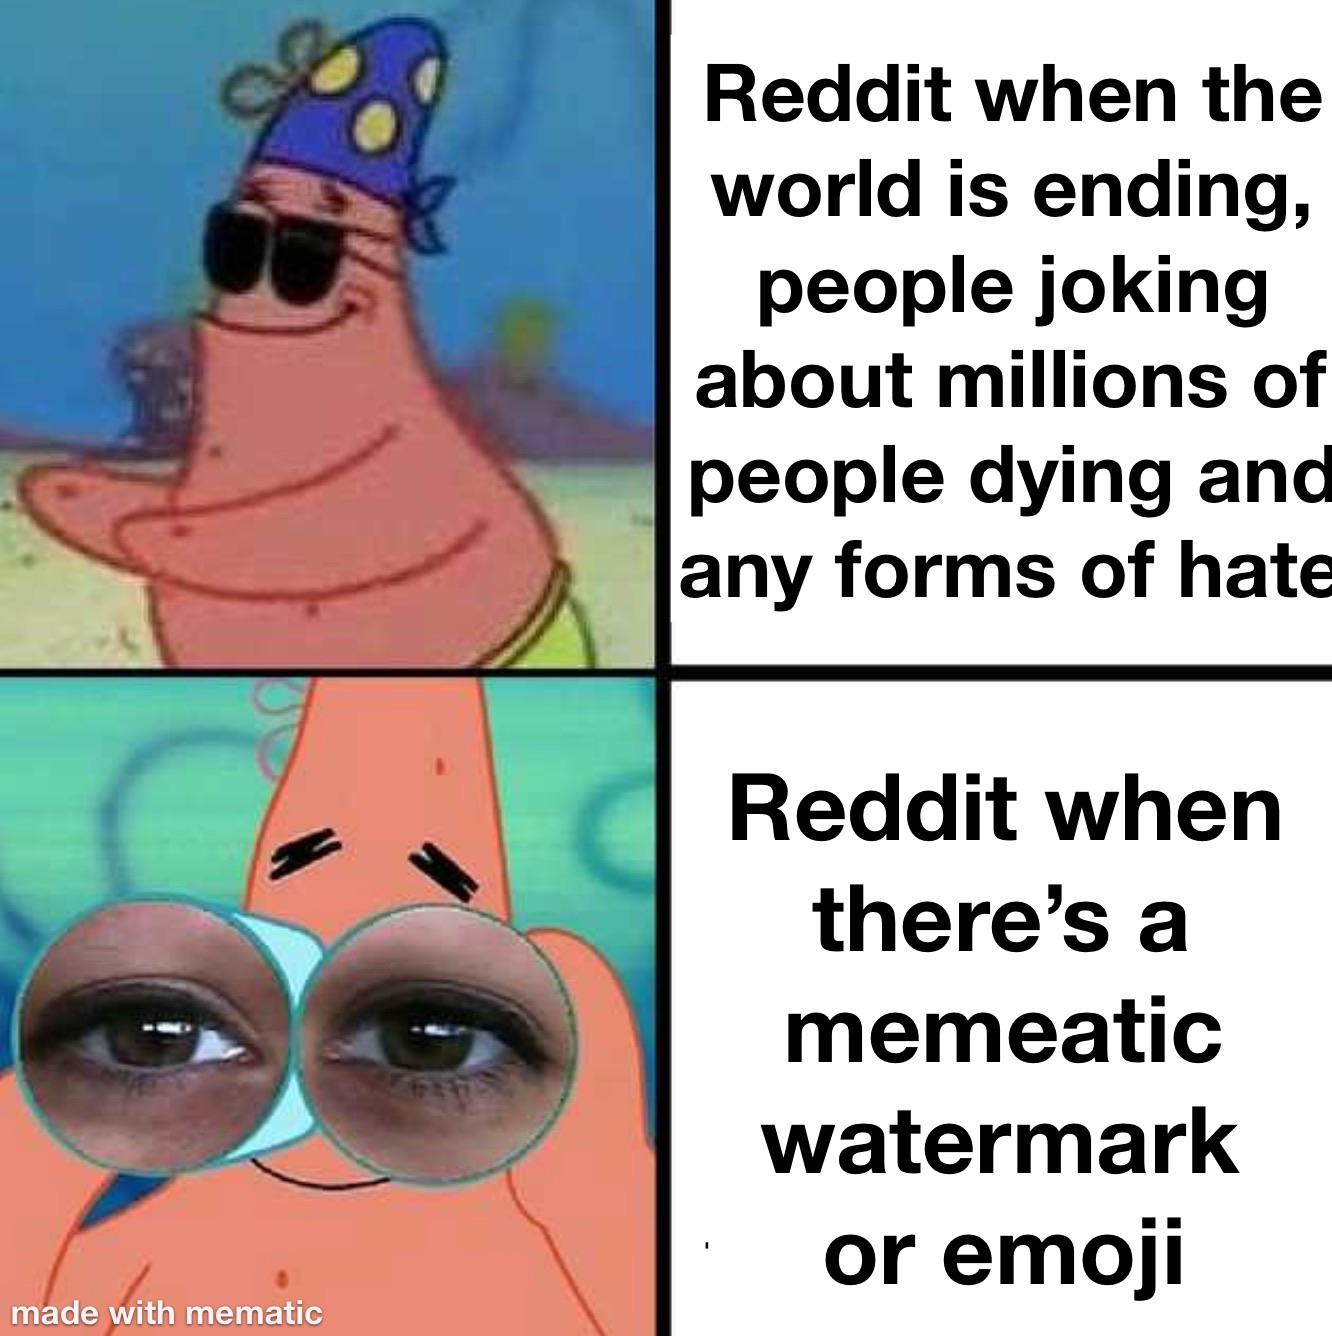 Reddit when the
world is ending,
people joking
about millions of
people dying and
any forms of hate
Reddit when
there’s a
memeatic
watermark
or emoji
made with mematic